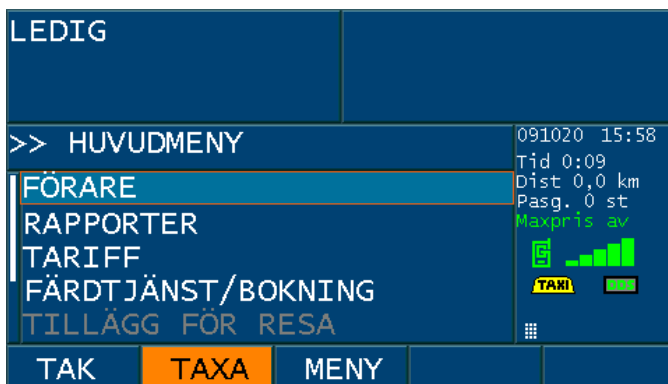 LEDIG
>> HUVUDMENY
FÖRARE
RAPPORTER
TARIFF
FÄRDTJÄNST/BOKNING
TILLÄGG FÖR RESA
091020 15:58
Tid 0:09
Dist 0,0 km
Pasg. 0 st
Maxpris av
TAXI
TAK
TAXA
MENY